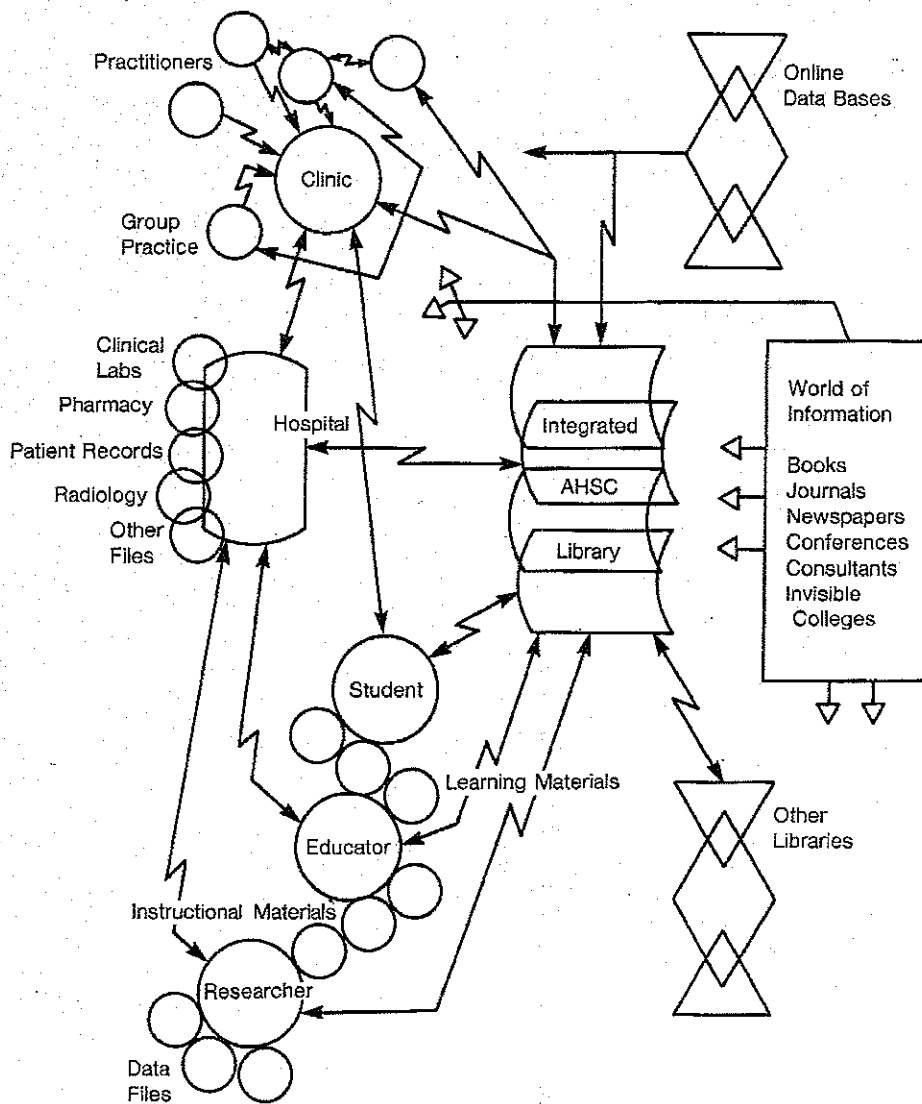 Practitioners
Online
Data Bases
Clinic
Group
Practice
Clinical
Labs
Pharmacy
Patient Records
Radiology
Other
Files
Hospital
Integrated
AHSC
Library
World of
Information
Books
Journals
Newspapers
Conferences
Consultants
Invisible
Colleges
Student
Learning Materials
Educator
Other
Libraries
Instructional Materials
Researcher
Data
Files